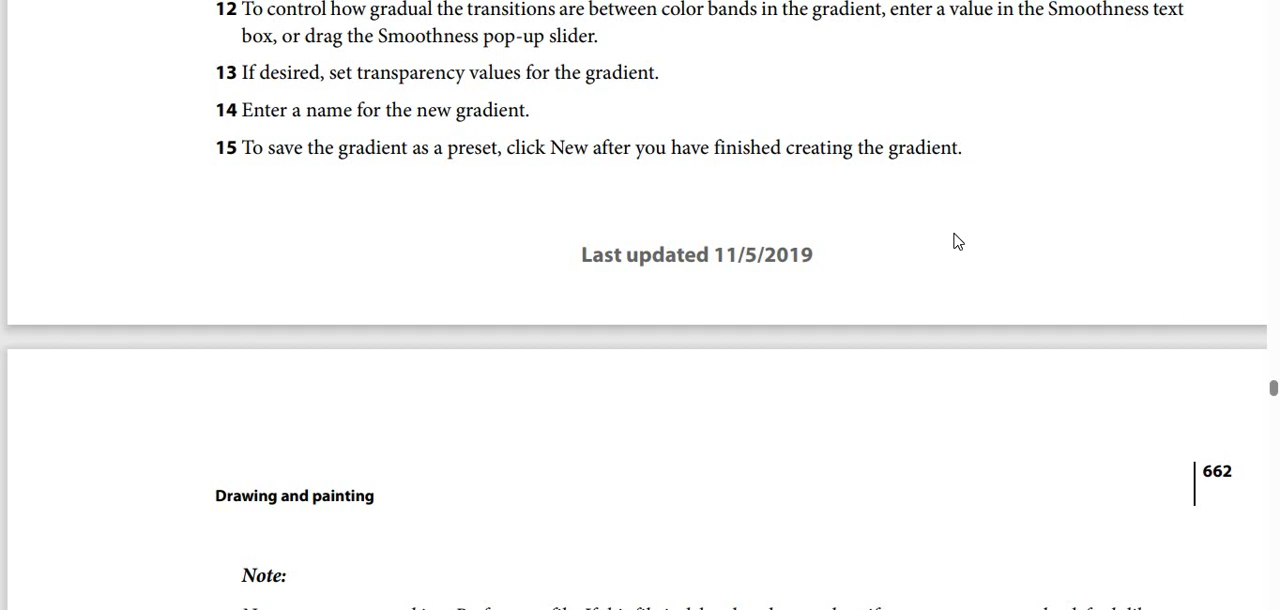 12 To control how gradual the transitions are between color bands in the gradient, enter a value in the Smoothness text
box, or drag the Smoothness pop-up slider.
13 If desired, set transparency values for the gradient.
14 Enter a name for the new gradient.
15 To save the gradient as a preset, click New after you have finished creating the gradient.
Last updated 11/5/2019
662
Drawing and painting
Note: